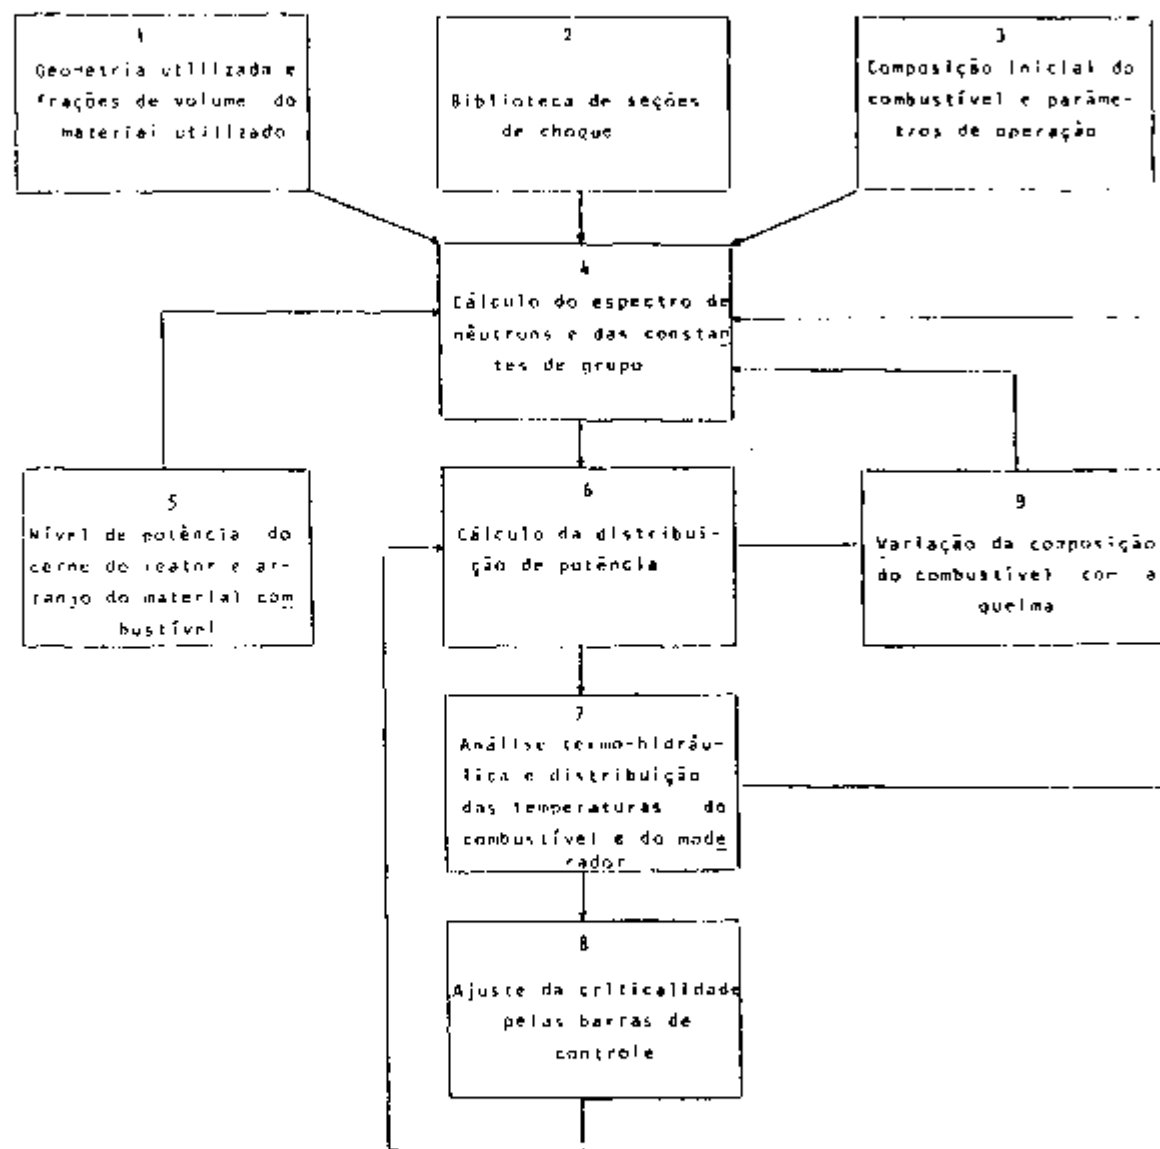 1
Geometria utilizada e
frações de volume do
material utilizado
2
Biblioteca de seções
de choque
3
Composição inicial do
combustível e parâme-
tros de operação
4
Cálculo do espectro de
nêutrons e das constan
tes de grupo
5
Nível de potência do
cerne do reator e ar-
ranjo do material com
bustível
6
Cálculo da distribui-
ção de potência
9
Variação da composição
do combustível com a
queima
7
Análise termo-hidráu-
lica e distribuição
das temperaturas do
combustível e do mode
rador
8
Ajuste da criticalidade
pelas barras de
controle